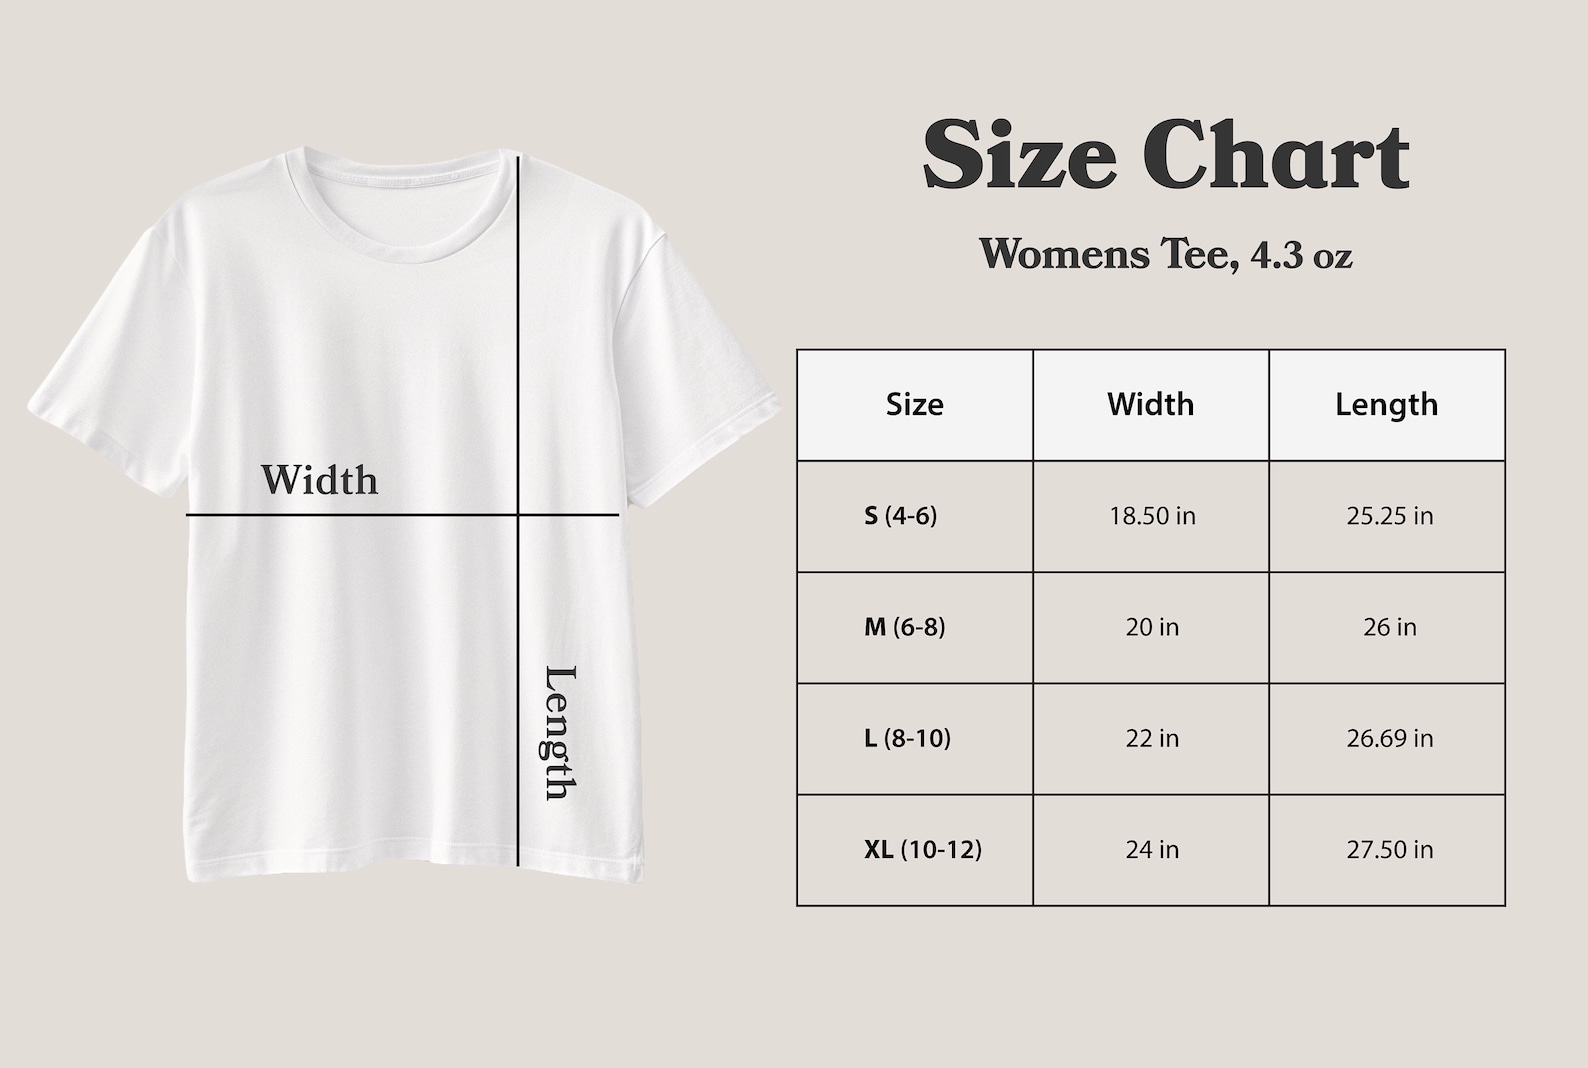 Size Chart
Womens Tee, 4.3 oz
Width
Length
Size Width Length
S (4-6) 18.50 in 25.25 in
M (6-8) 20 in 26 in
L (8-10) 22 in 26.69 in
XL (10-12) 24 in 27.50 in